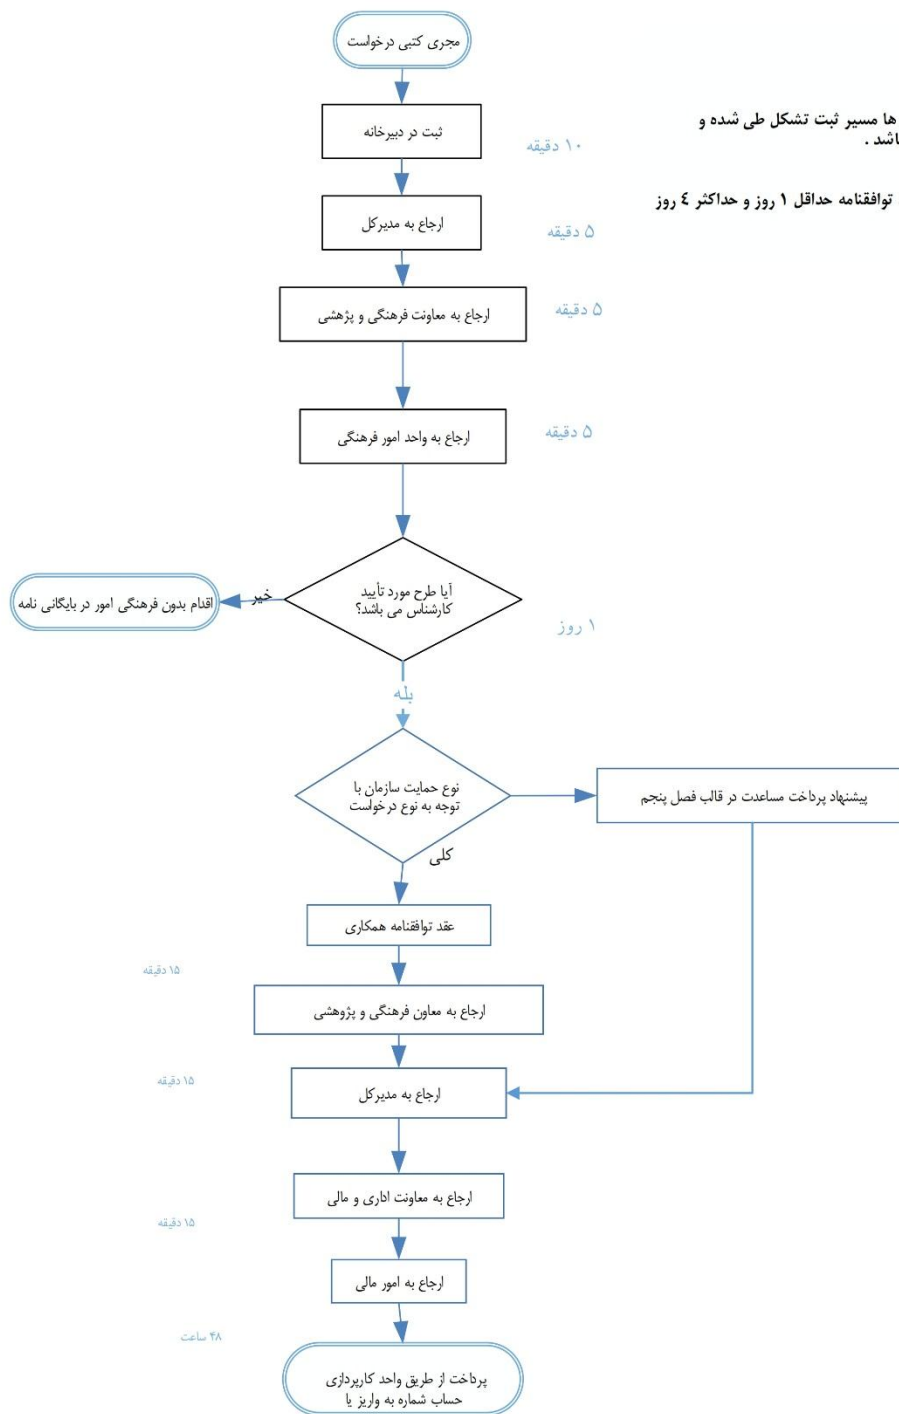 مجری کتبی درخواست
ها مسیر ثبت تشکل طی شده و
باشد .
ثبت در دبیرخانه
۱۰ دقیقه
توافقنامه حداقل ۱ روز و حداکثر ٤ روز
ارجاع به مدیرکل
۵ دقیقه
ارجاع به معاونت فرهنگی و پژهشی
۵ دقیقه
ارجاع به واحد امور فرهنگی
۵ دقیقه
آیا طرح مورد تأیید
کارشناس می باشد؟
خیر
اقدام بدون فرهنگی امور در بایگانی نامه
۱ روز
بله
نوع حمایت سازمان با
توجه به نوع درخواست
پیشنهاد پرداخت مساعدت در قالب فصل پنجم
کلی
عقد توافقنامه همکاری
۱۵ دقیقه
ارجاع به معاون فرهنگی و پژوهشی
۱۵ دقیقه
ارجاع به مدیرکل
ارجاع به معاونت اداری و مالی
۱۵ دقیقه
ارجاع به امور مالی
۴۸ ساعت
پرداخت از طریق واحد کارپردازی
حساب شماره به واریز یا